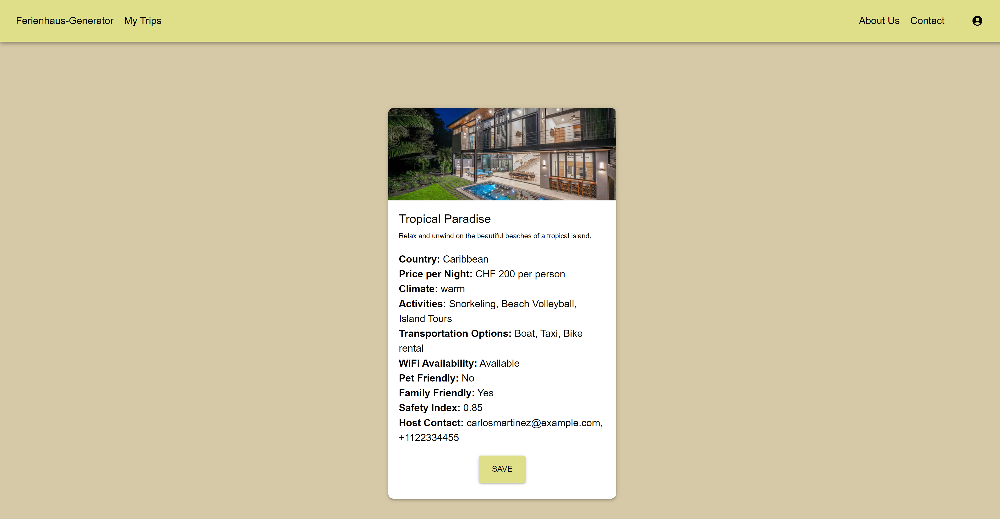 Ferienhaus-Generator My Trips About Us Contact
Tropical Paradise
Relax and unwind on the beautiful beaches of a tropical island.
Country: Caribbean
Price per Night: CHF 200 per person
Climate: warm
Activities: Snorkeling, Beach Volleyball,
Island Tours
Transportation Options: Boat, Taxi, Bike
rental
WiFi Availability: Available
Pet Friendly: No
Family Friendly: Yes
Safety Index: 0.85
Host Contact: carlosmartinez@example.com,
+1122334455
SAVE